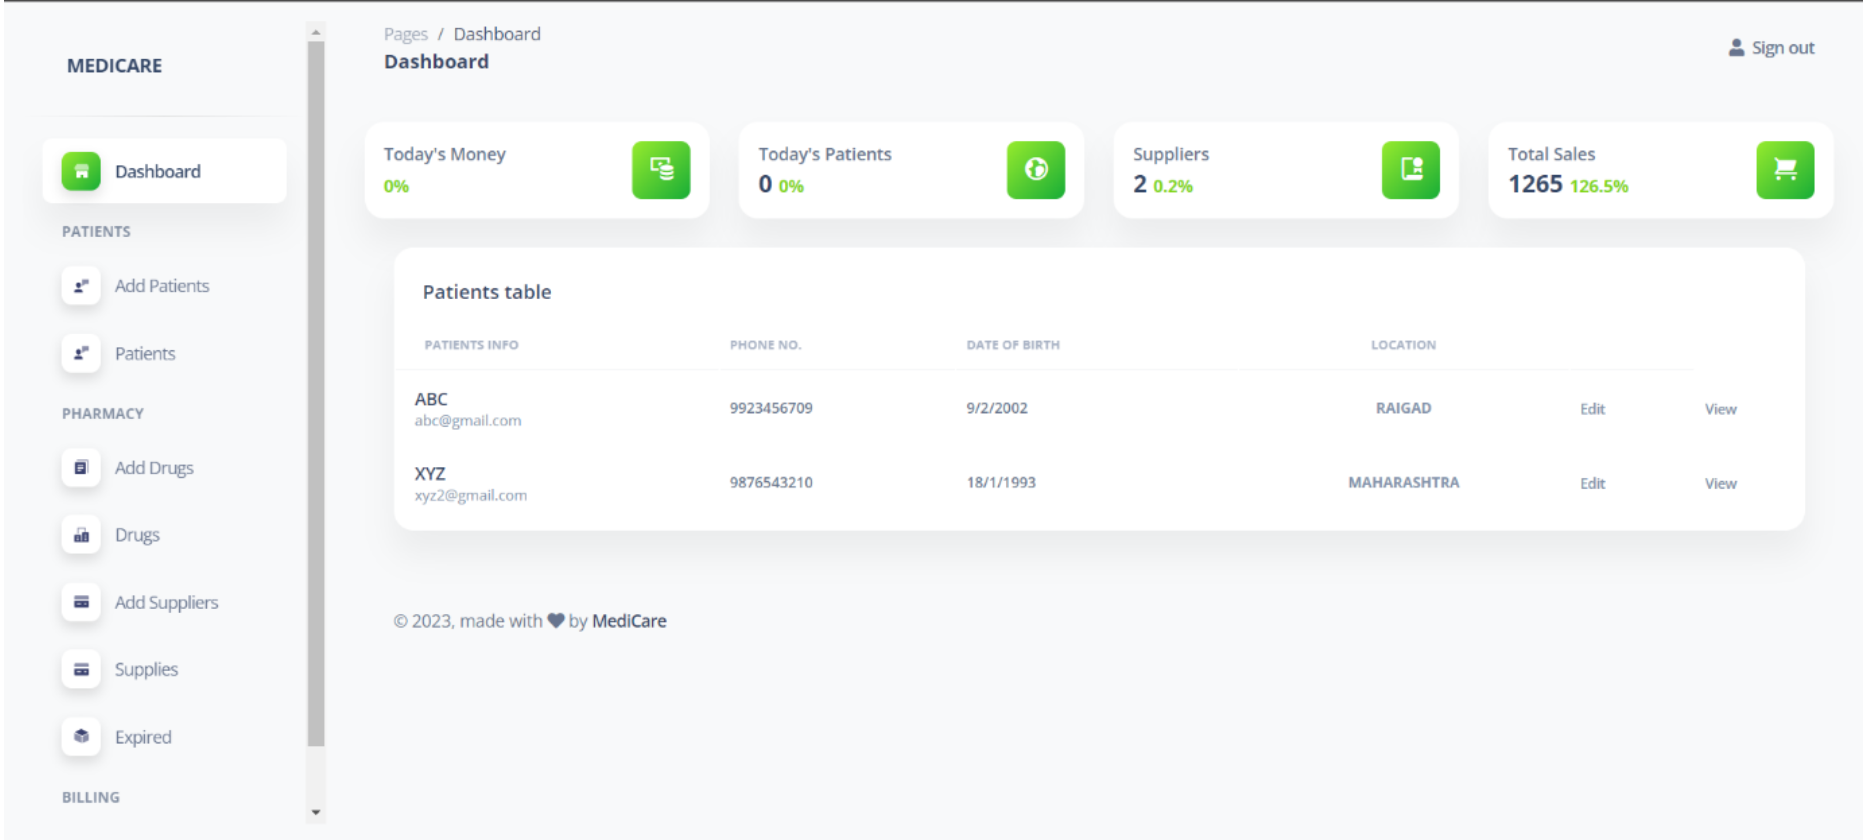 MEDICARE
Dashboard
PATIENTS
Add Patients
Patients
PHARMACY
Add Drugs
Drugs
Add Suppliers
Supplies
Expired
BILLING
Pages / Dashboard
Dashboard
Sign out
Today's Money
0%
Today's Patients
0 0%
Suppliers
2 0.2%
Total Sales
1265 126.5%
Patients table
PATIENTS INFO PHONE NO. DATE OF BIRTH LOCATION
ABC
abc@gmail.com
9923456709 9/2/2002 RAIGAD Edit View
XYZ
xyz2@gmail.com
9876543210 18/1/1993 MAHARASHTRA Edit View
© 2023, made with ♥ by MediCare